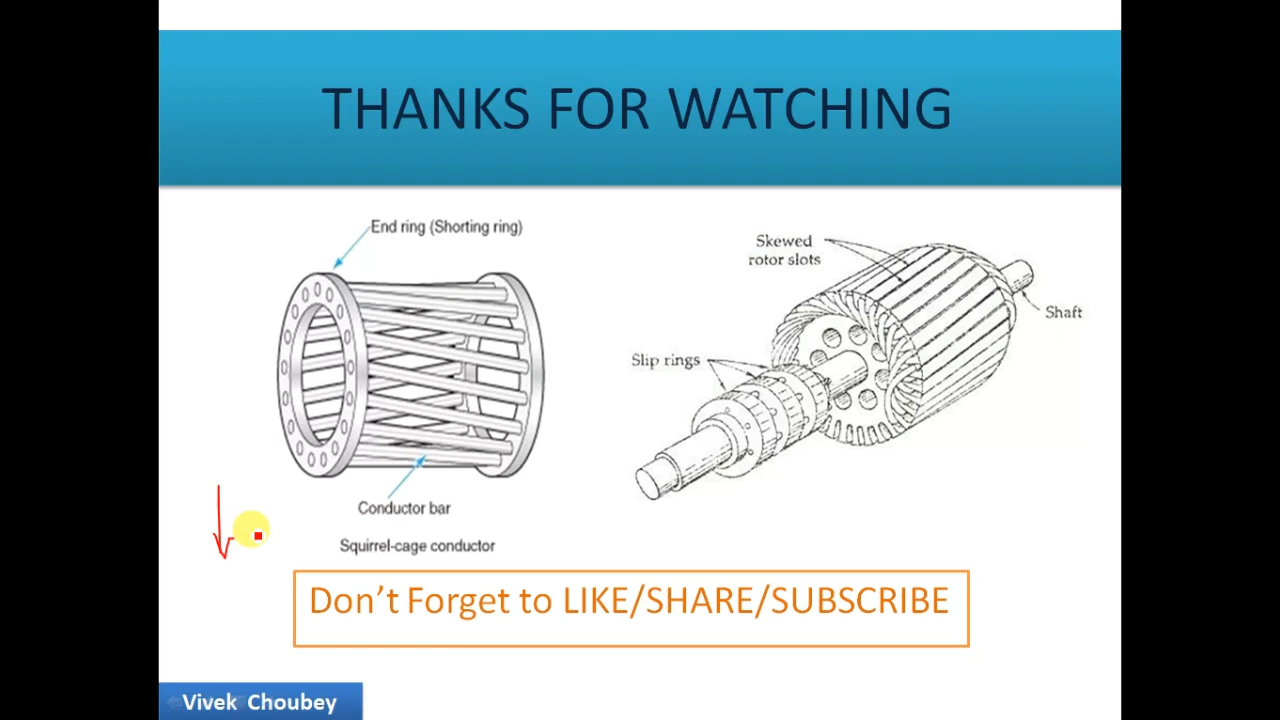 THANKS FOR WATCHING
End ring (Shorting ring)
Conductor bar
Squirrel-cage conductor
Skewed
rotor slots
Shaft
Slip rings
Don't Forget to LIKE/SHARE/SUBSCRIBE
Vivek Choubey